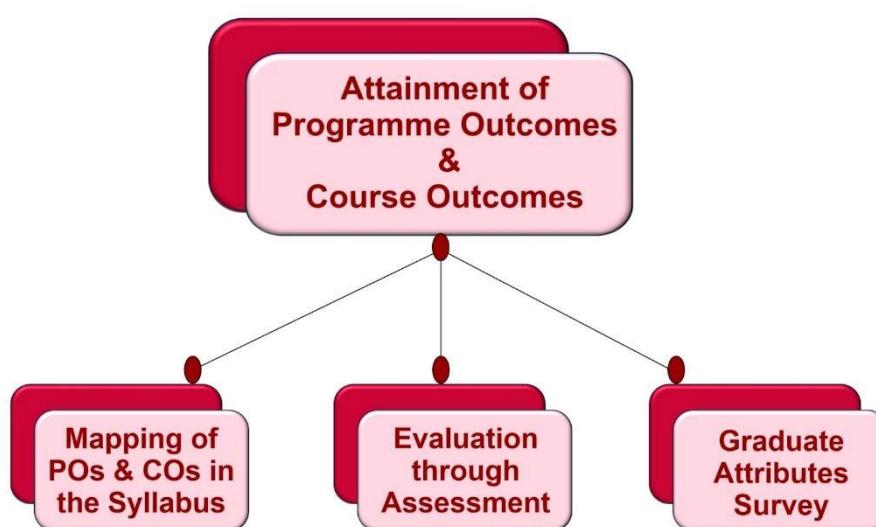 Attainment of
Programme Outcomes
&
Course Outcomes
Mapping of
POs & COs in
the Syllabus
Evaluation
through
Assessment
Graduate
Attributes
Survey